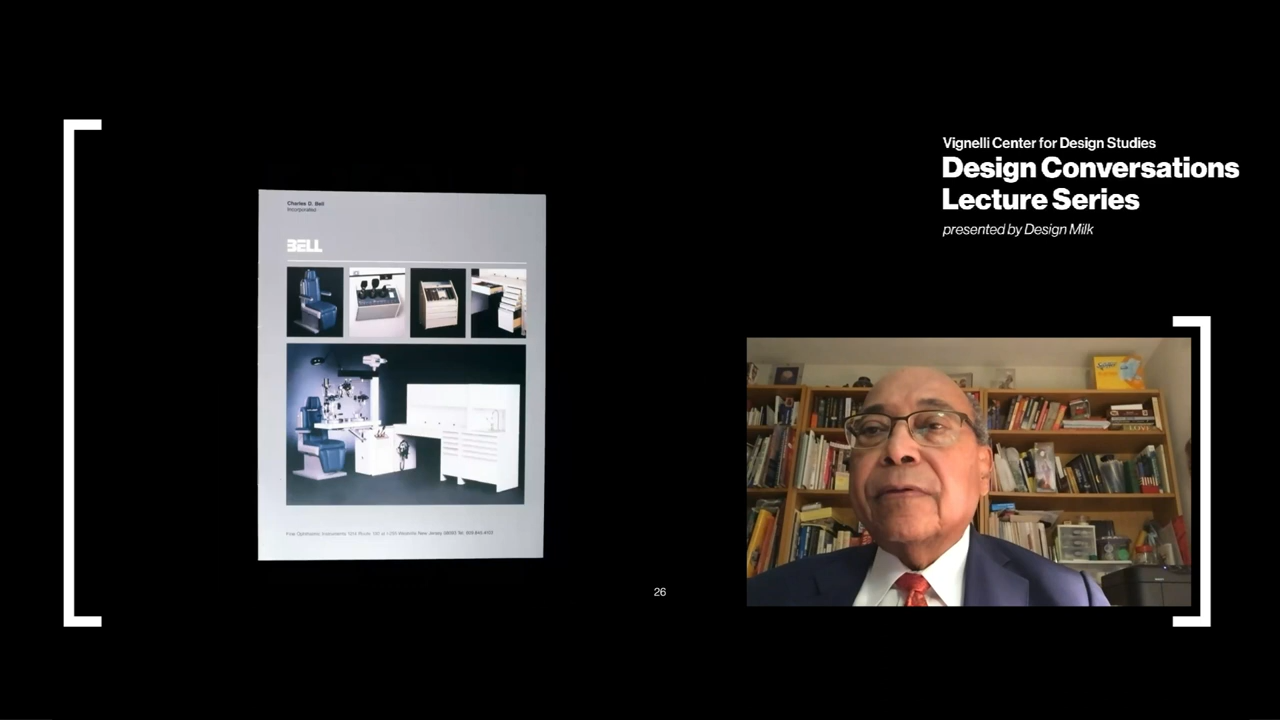 Vignelli Center for Design Studies
Design Conversations
Lecture Series
presented by Design Milk
Charles D. Bell
Incorporated
BELL
26